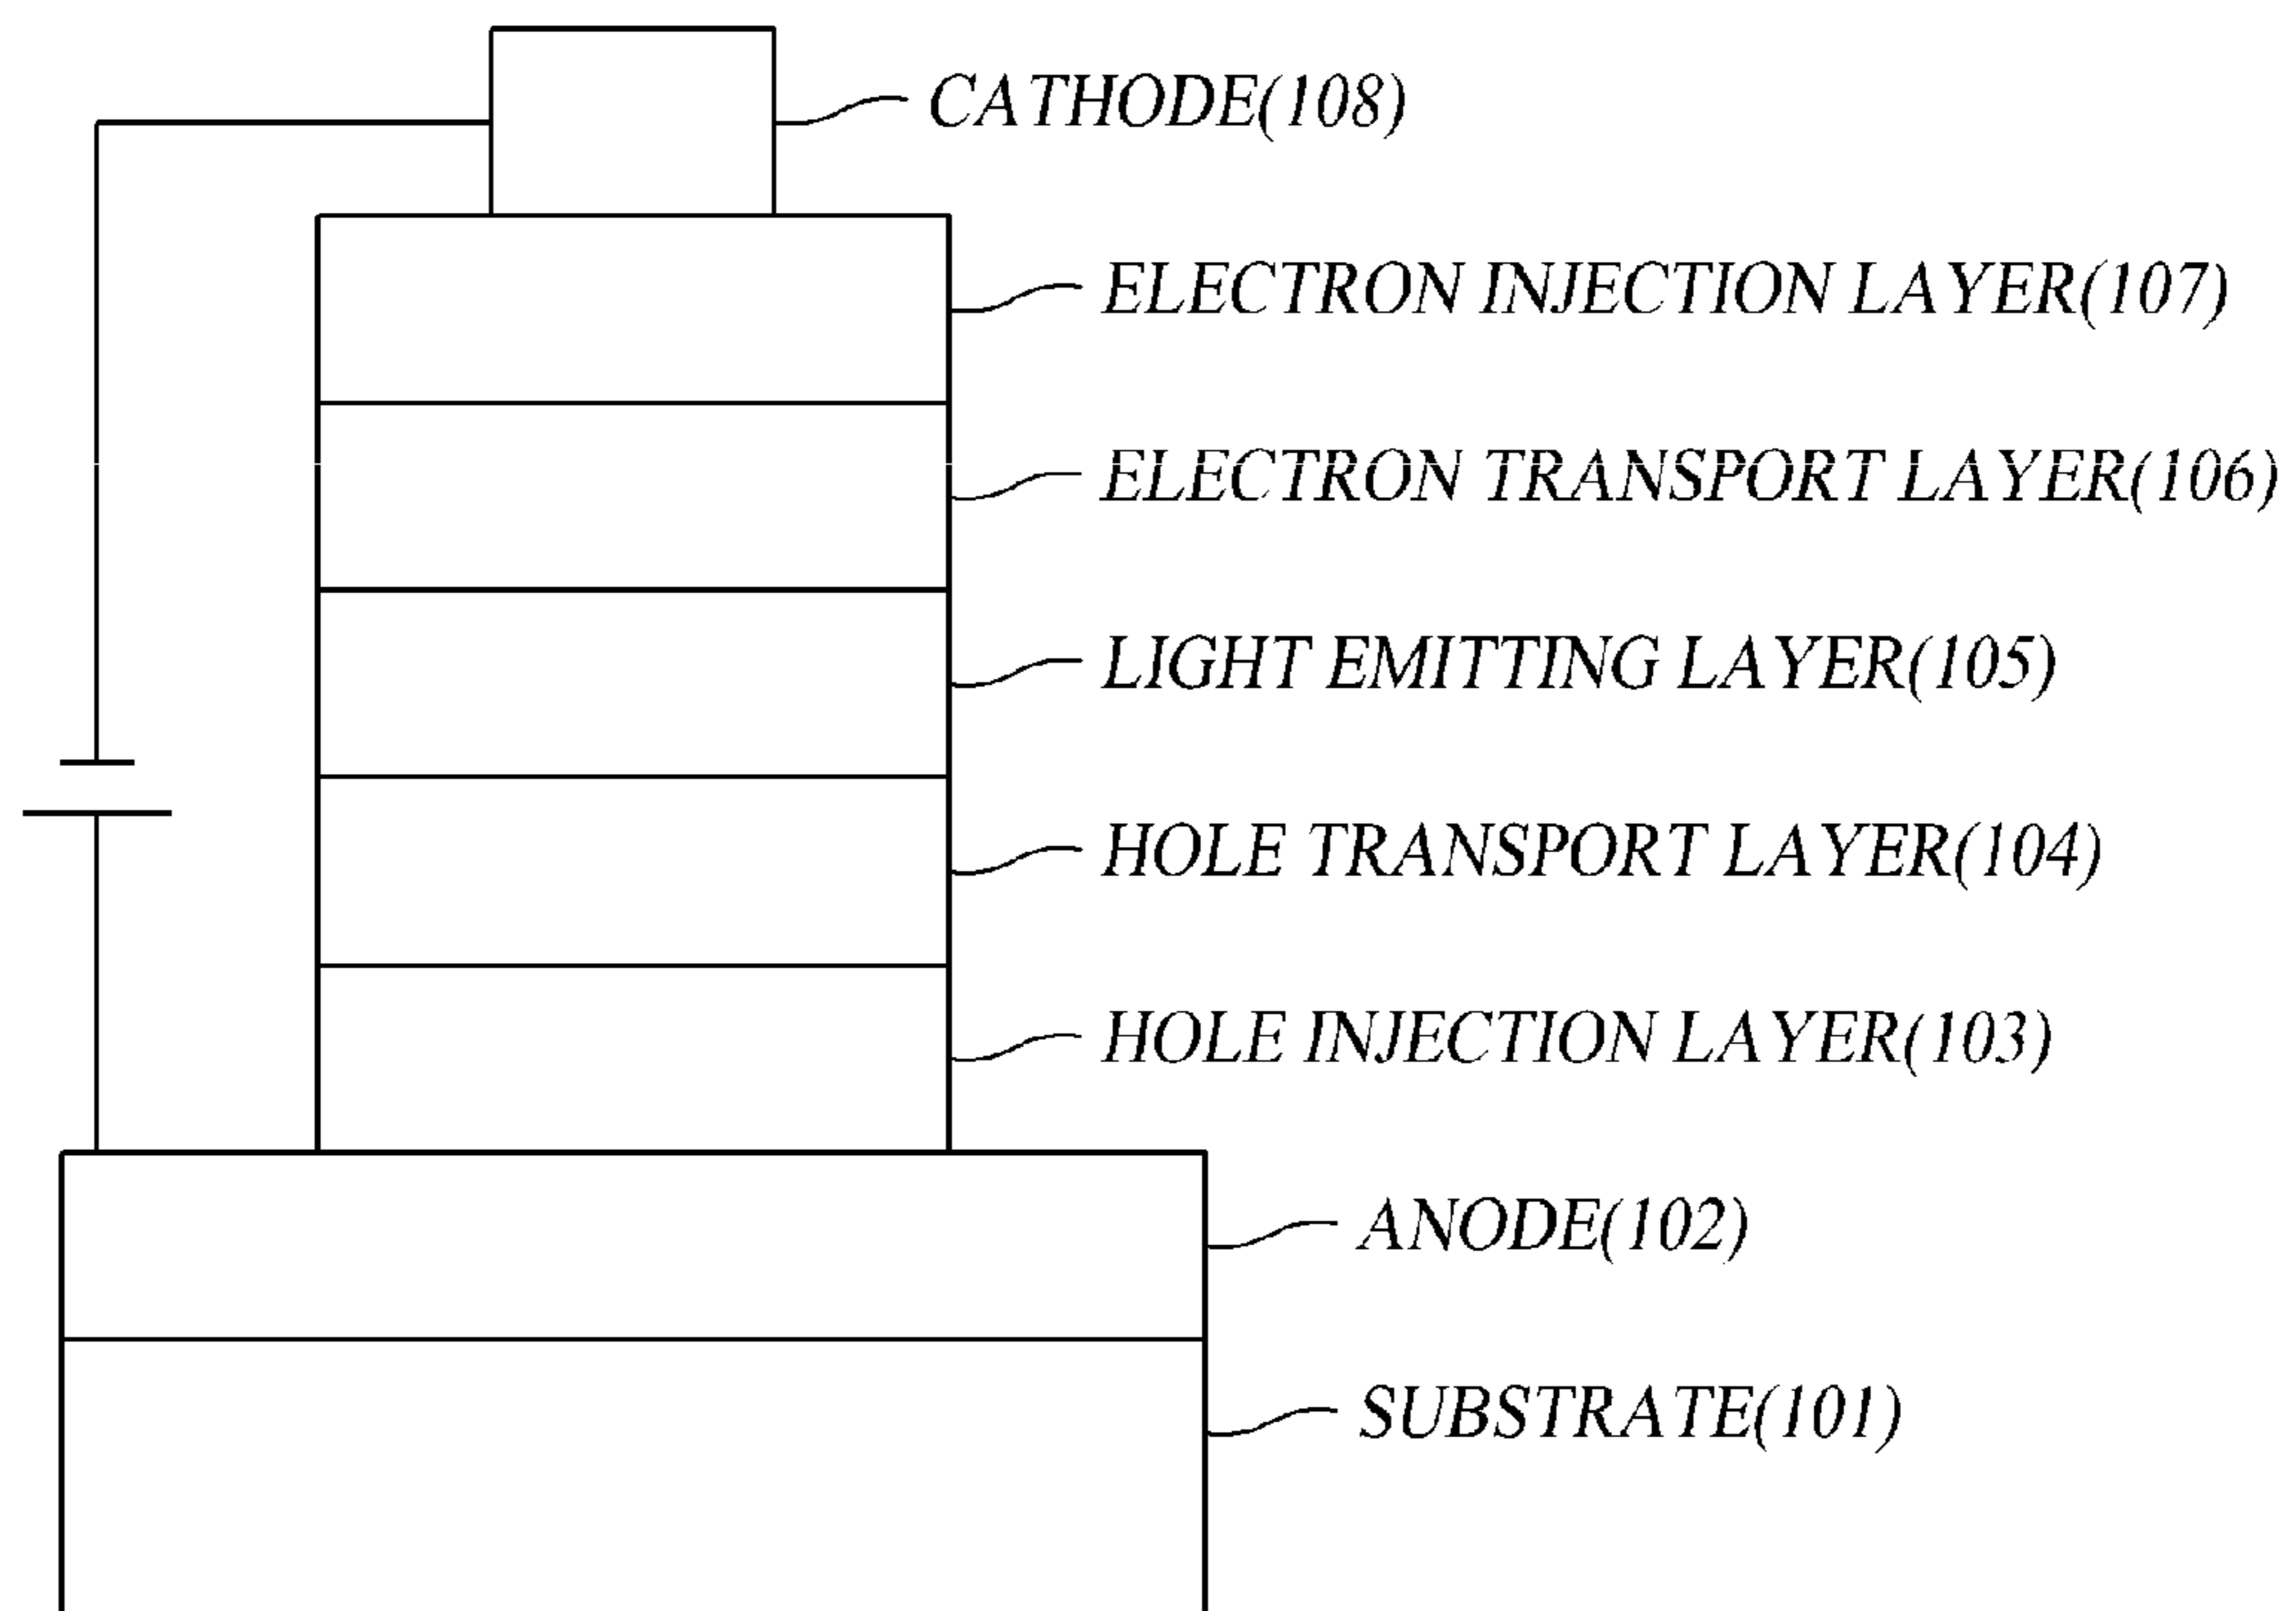 CATHODE(108)
ELECTRON INJECTION LAYER(107)
ELECTRON TRANSPORT LAYER(106)
LIGHT EMITTING LAYER(105)
HOLE TRANSPORT LAYER(104)
HOLE INJECTION LAYER(103)
ANODE(102)
SUBSTRATE(101)